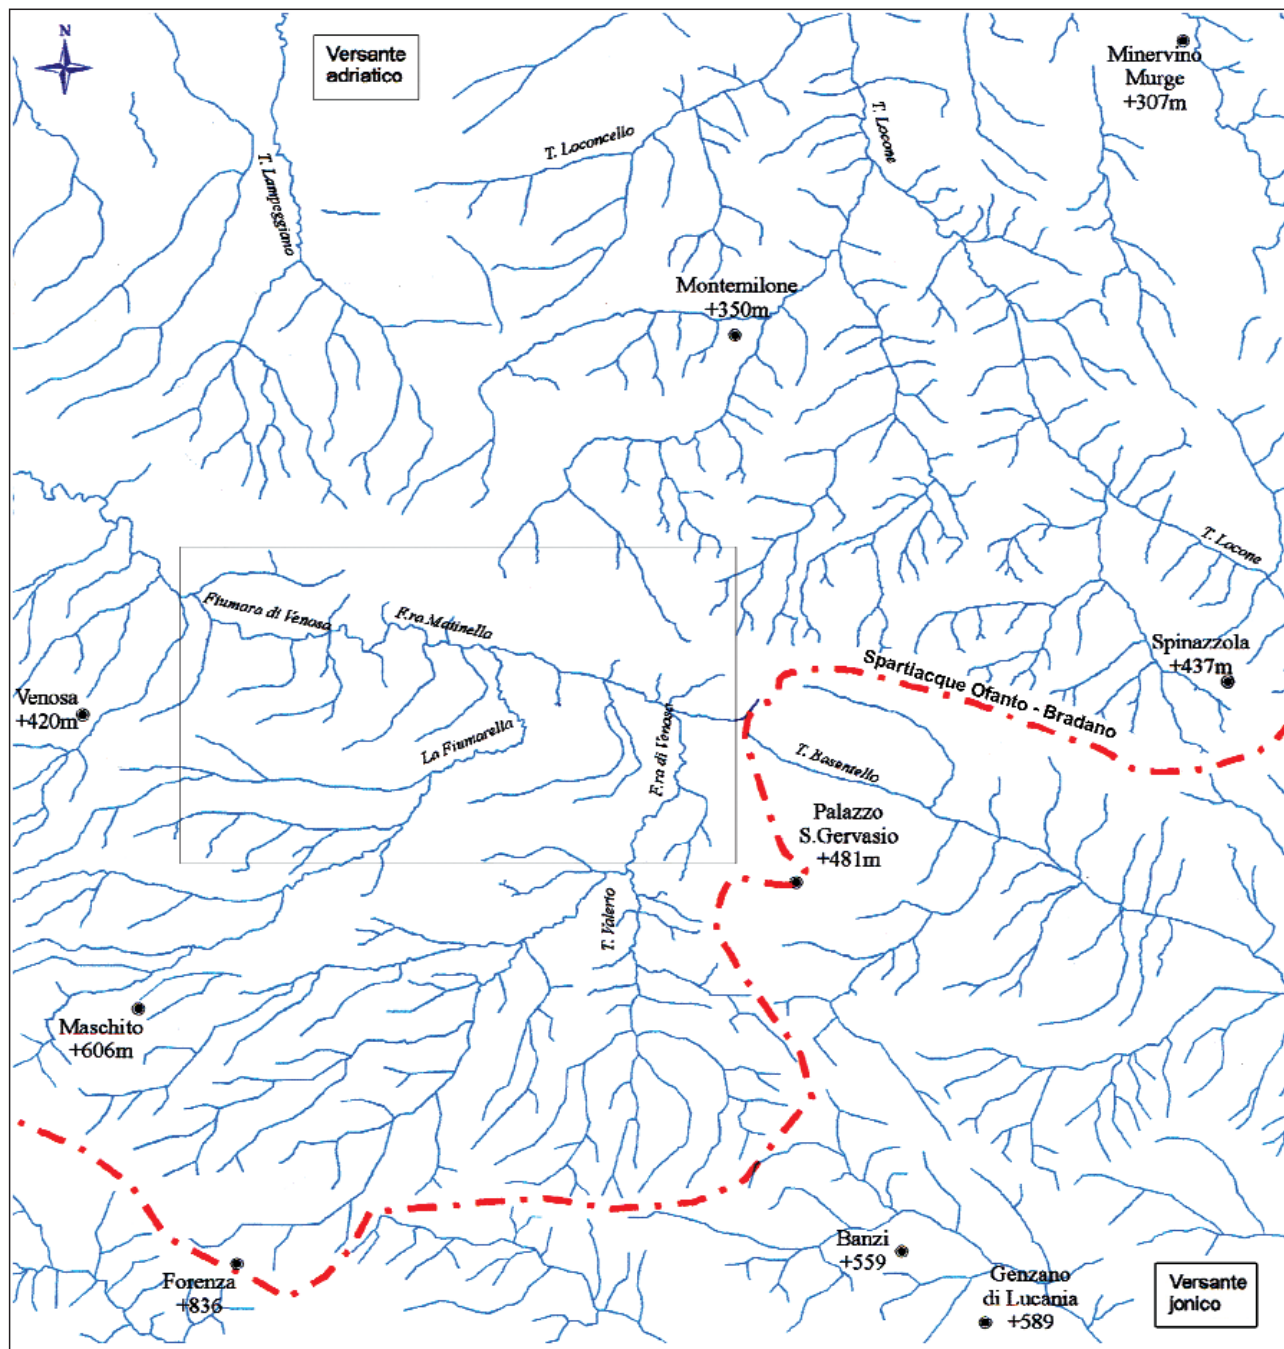 N
Versante
adriatico
Minervino
Murge
+307m
T. Loconcello
T. Locone
T. Lampeggiano
Montemilone
+350m
T. Locone
Fiumara di Venosa
F.ra Matinella
Spinazzola
+437m
Spartiacque Ofanto - Bradano
Venosa
+420m
La Fiumarella
F.ra di Venosa
T. Basentello
Palazzo
S.Gervasio
+481m
T. Valerio
Maschito
+606m
Banzi
+559
Forenza
+836
Genzano
di Lucania
+589
Versante
jonico